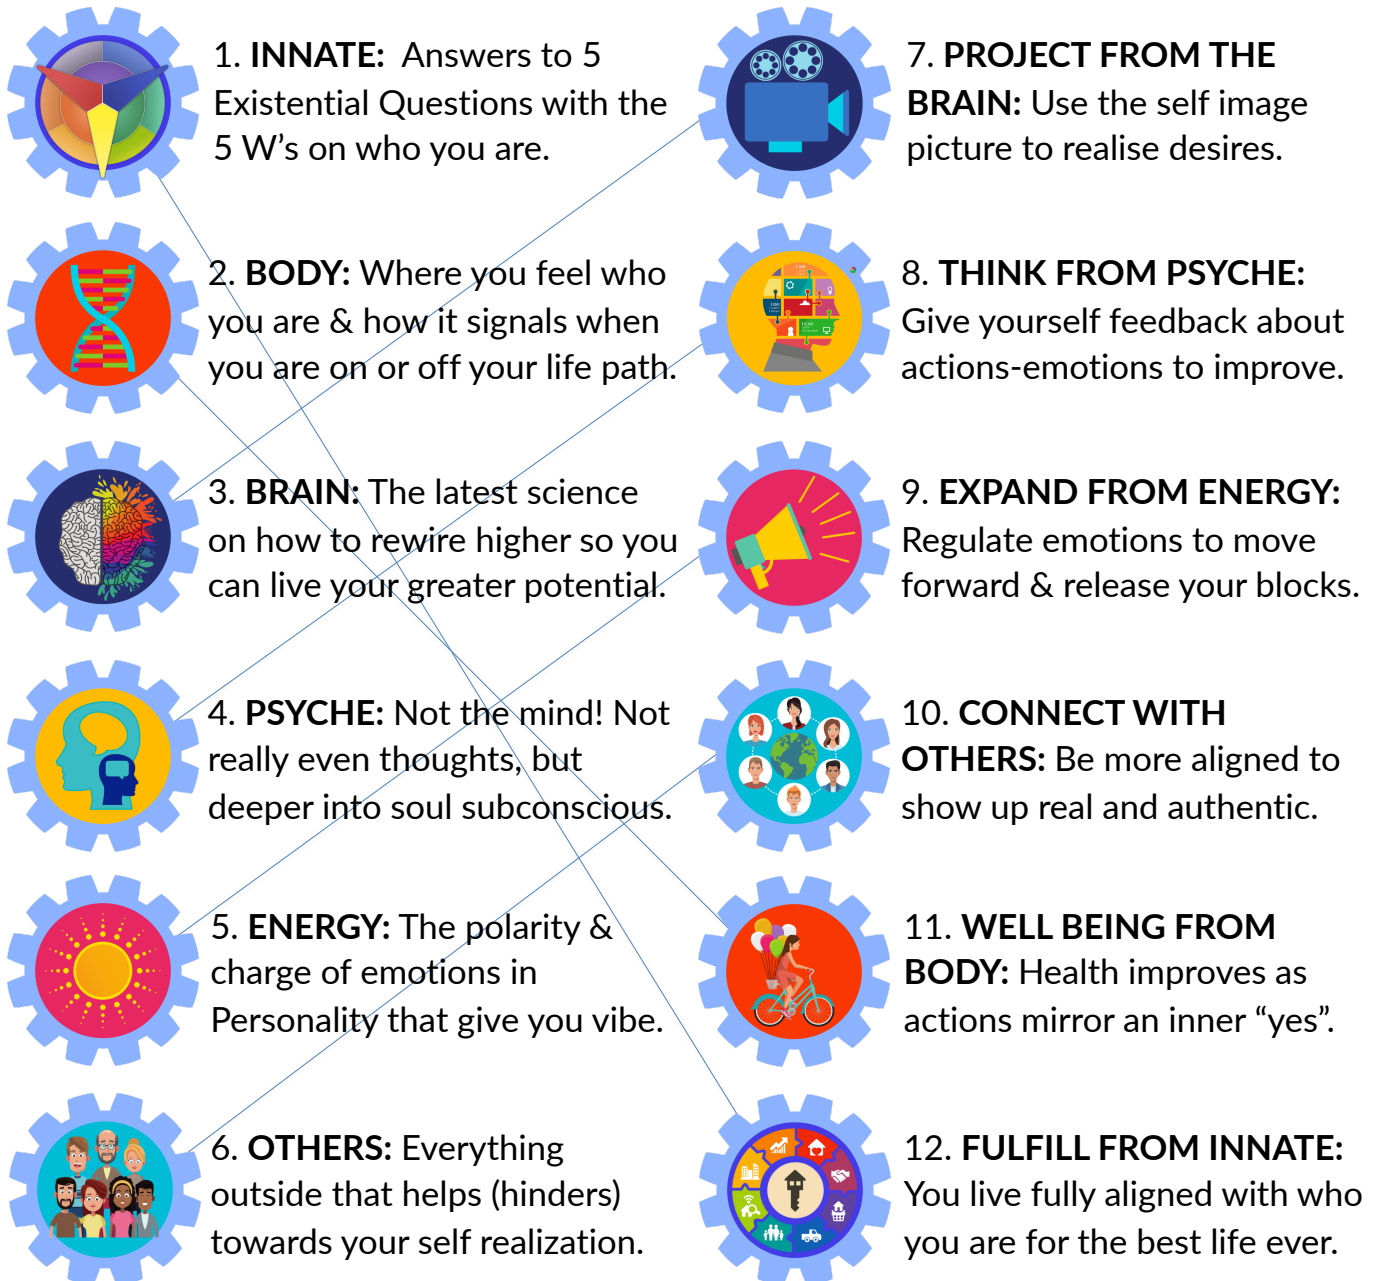 1. INNATE: Answers to 5
Existential Questions with the
5 W’s on who you are.
2. BODY: Where you feel who
you are & how it signals when
you are on or off your life path.
3. BRAIN: The latest science
on how to rewire higher so you
can live your greater potential.
4. PSYCHE: Not the mind! Not
really even thoughts, but
deeper into soul subconscious.
5. ENERGY: The polarity &
charge of emotions in
Personality that give you vibe.
6. OTHERS: Everything
outside that helps (hinders)
towards your self realization.
7. PROJECT FROM THE
BRAIN: Use the self image
picture to realise desires.
8. THINK FROM PSYCHE:
Give yourself feedback about
actions-emotions to improve.
I AM
I DO
I CAN
9. EXPAND FROM ENERGY:
Regulate emotions to move
forward & release your blocks.
10. CONNECT WITH
OTHERS: Be more aligned to
show up real and authentic.
11. WELL BEING FROM
BODY: Health improves as
actions mirror an inner “yes”.
12. FULFILL FROM INNATE:
You live fully aligned with who
you are for the best life ever.